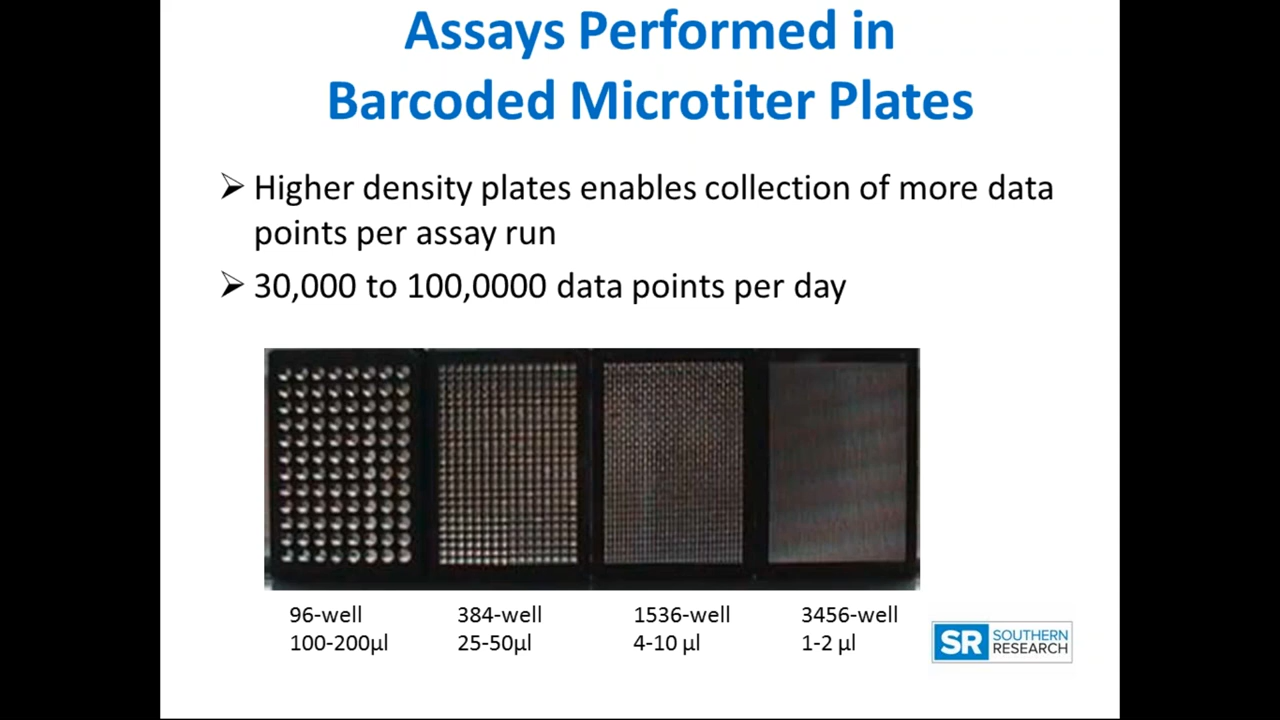 Assays Performed in
Barcoded Microtiter Plates
➢ Higher density plates enables collection of more data
points per assay run
➢ 30,000 to 100,0000 data points per day
96-well 384-well 1536-well 3456-well
100-200µl 25-50µl 4-10 µl 1-2 µl
SR SOUTHERN
RESEARCH